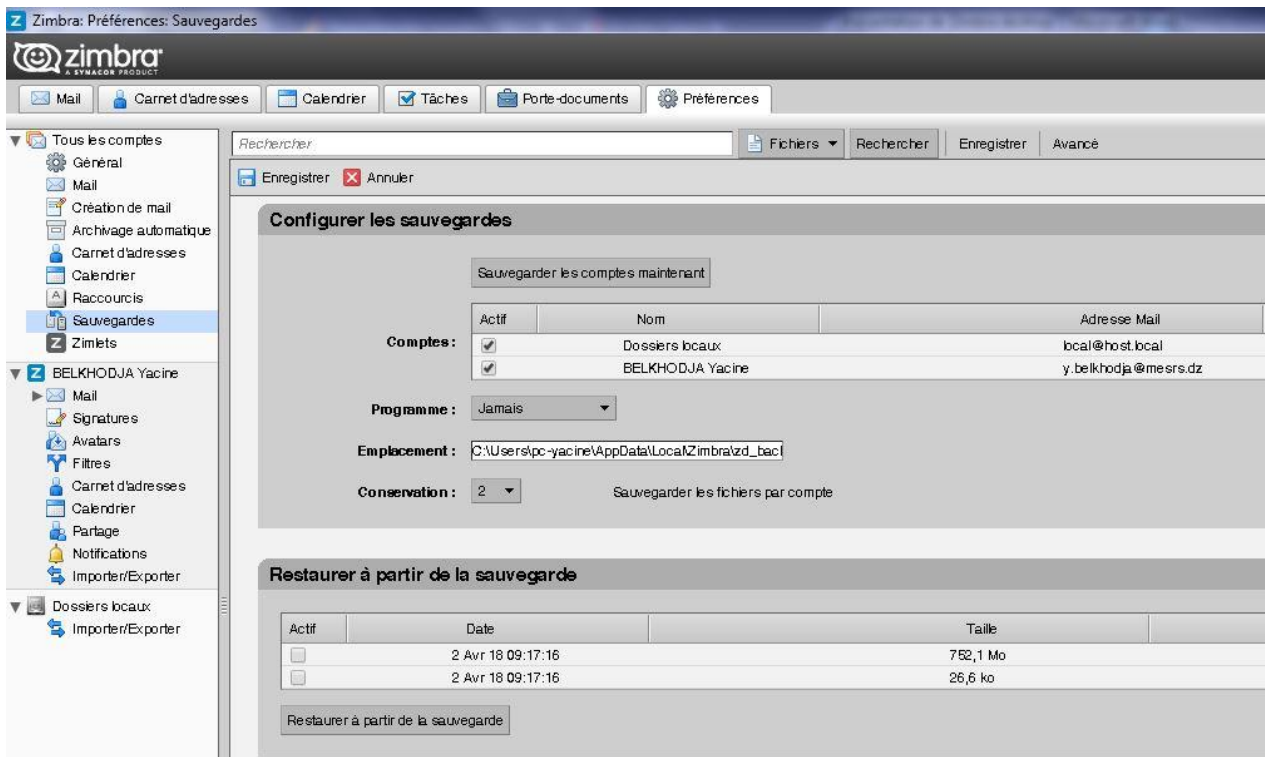 Zimbra: Préférences: Sauvegardes
zimbra
A SYNACOR PRODUCT
Mail Carnet d'adresses Calendrier Tâches Porte-documents Préférences
Tous les comptes
Général
Mail
Création de mail
Archivage automatique
Carnet d'adresses
Calendrier
Raccourcis
Sauvegardes
Zimlets
BELKHODJA Yacine
Mail
Signatures
Avatars
Filtres
Carnet d'adresses
Calendrier
Partage
Notifications
Importer/Exporter
Dossiers locaux
Importer/Exporter
Rechercher Fichiers Rechercher Enregistrer Avancé
Enregistrer Annuler
Configurer les sauvegardes
Sauvegarder les comptes maintenant
Comptes :
Actif Nom Adresse Mail
Dossiers locaux local@host.local
BELKHODJA Yacine y.belkhodja@mesrs.dz
Programme : Jamais
Emplacement : C:\Users\pc-yacine\AppData\Local\Zimbra\zd_bacl
Conservation : 2 Sauvegarder les fichiers par compte
Restaurer à partir de la sauvegarde
Actif Date Taille
2 Avr 18 09:17:16 752,1 Mo
2 Avr 18 09:17:16 26,6 ko
Restaurer à partir de la sauvegarde